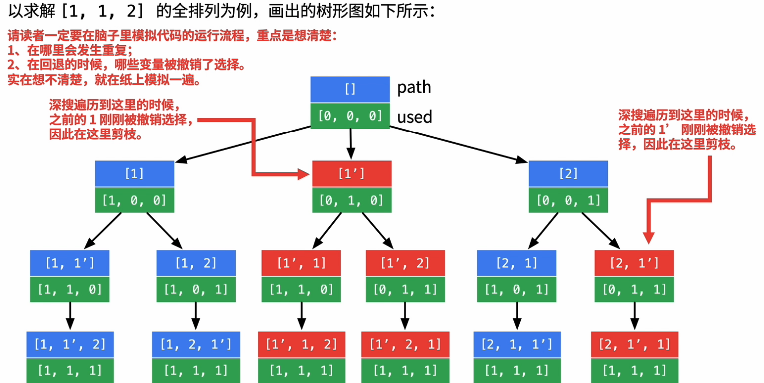 以求解 [1, 1, 2] 的全排列为例，画出的树形图如下所示：
请读者一定要在脑子里模拟代码的运行流程，重点是想清楚：
1、在哪里会发生重复；
2、在回退的时候，哪些变量被撤销了选择。
实在想不清楚，就在纸上模拟一遍。
深搜遍历到这里的时候，
之前的 1 刚刚被撤销选择，
因此在这里剪枝。
[] path
[0, 0, 0] used
深搜遍历到这里的时候，
之前的 1’ 刚刚被撤销选
择，因此在这里剪枝。
[1] [1’] [2]
[1, 0, 0] [0, 1, 0] [0, 0, 1]
[1, 1’] [1, 2] [1’, 1] [1’, 2] [2, 1] [2, 1’]
[1, 1, 0] [1, 0, 1] [1, 1, 0] [0, 1, 1] [1, 0, 1] [0, 1, 1]
[1, 1’, 2] [1, 2, 1’] [1’, 1, 2] [1’, 2, 1] [2, 1, 1’] [2, 1’, 1]
[1, 1, 1] [1, 1, 1] [1, 1, 1] [1, 1, 1] [1, 1, 1] [1, 1, 1]